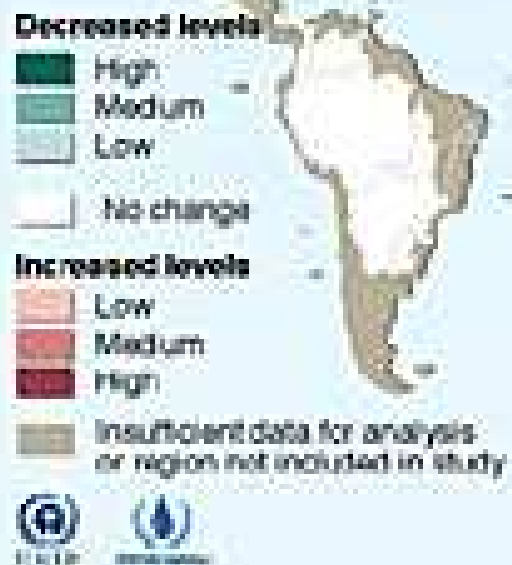 Decreased levels
High
Medium
Low
No change
Increased levels
Low
Medium
High
Insufficient data for analysis
or region not included in study